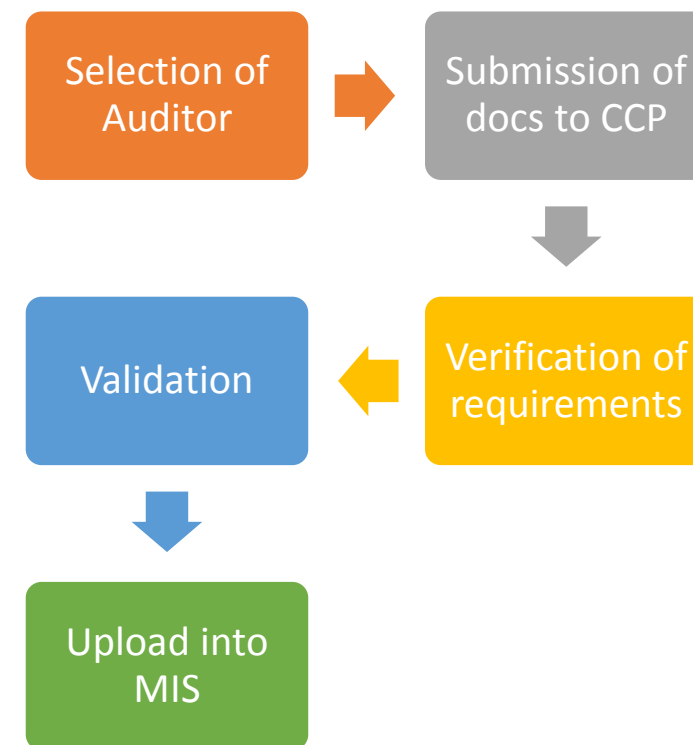 Selection of
Auditor
Submission of
docs to CCP
Verification of
requirements
Validation
Upload into
MIS